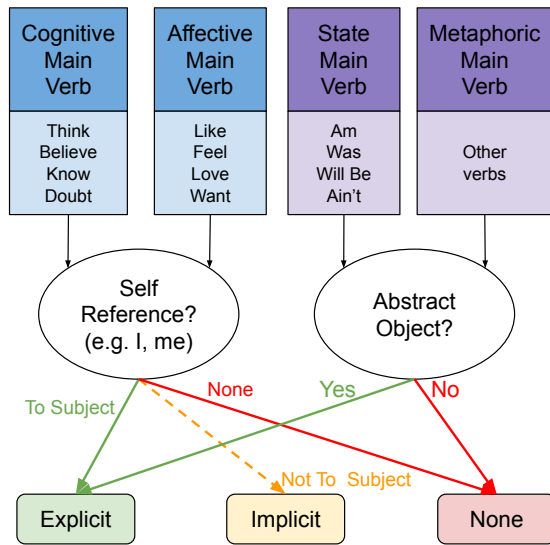 Cognitive
Main
Verb
Affective
Main
Verb
State
Main
Verb
Metaphoric
Main
Verb
Think
Believe
Know
Doubt
Like
Feel
Love
Want
Am
Was
Will Be
Ain't
Other
verbs
Self
Reference?
(e.g. I, me)
Abstract
Object?
To Subject
None
Yes
No
Not To Subject
Explicit
Implicit
None